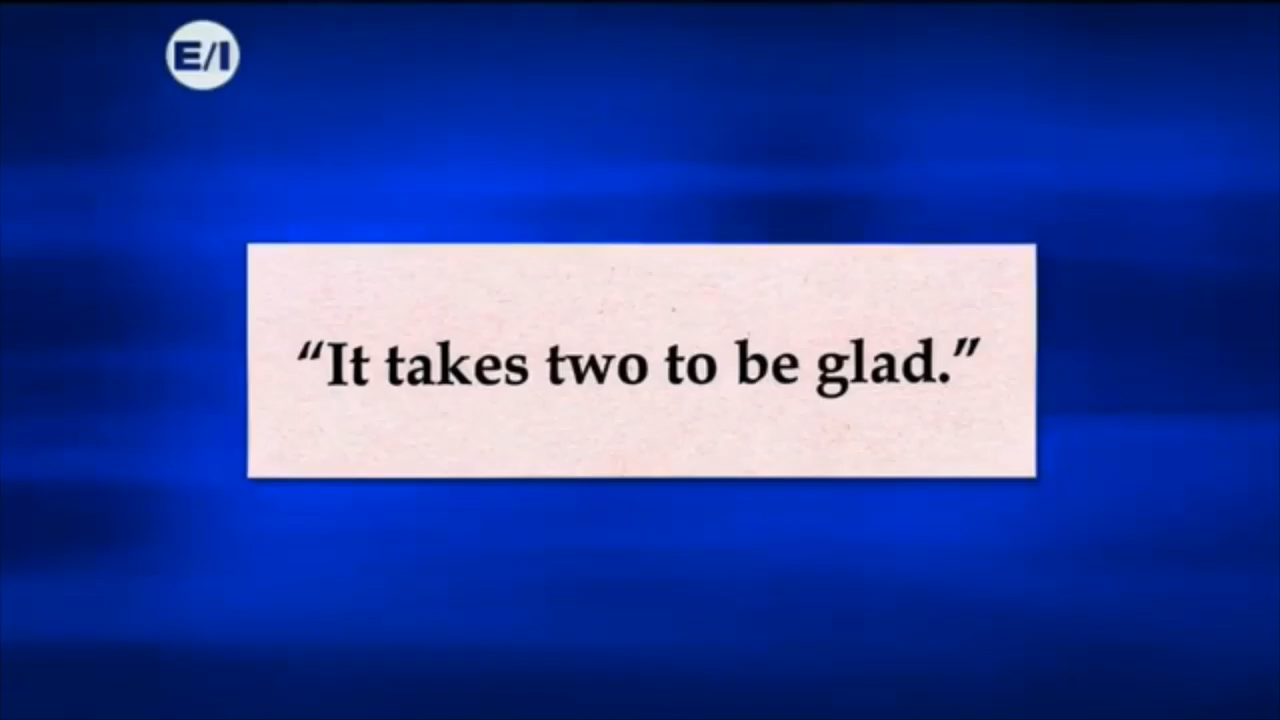 E/I
“It takes two to be glad.”